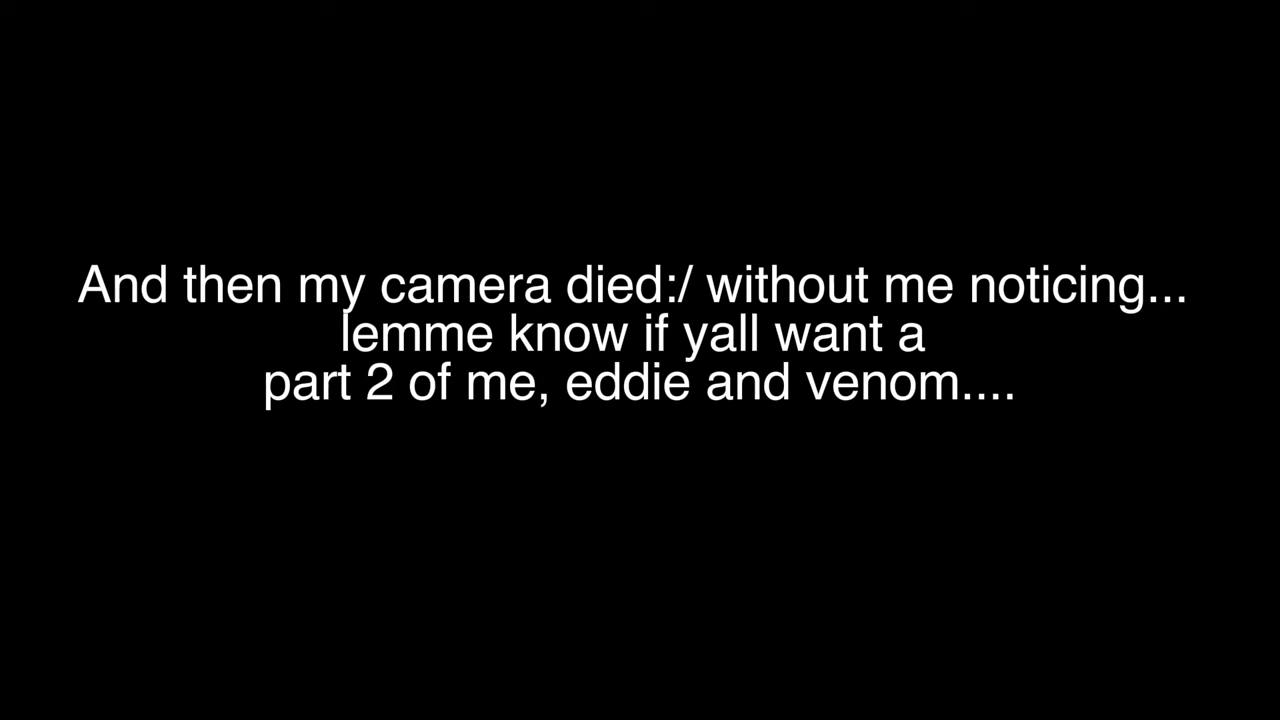 And then my camera died:/ without me noticing...
lemme know if yall want a
part 2 of me, eddie and venom....